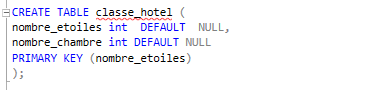 CREATE TABLE classe_hotel (
nombre_etoiles int  DEFAULT  NULL,
nombre_chambre int DEFAULT NULL
PRIMARY KEY (nombre_etoiles)
);